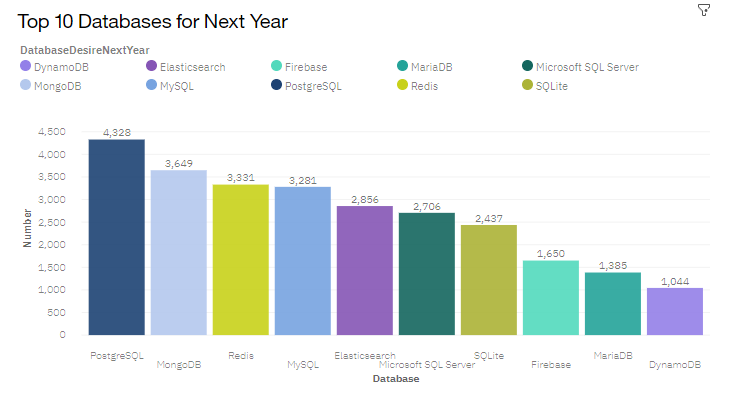 Top 10 Databases for Next Year
DatabaseDesireNextYear
DynamoDB Elasticsearch Firebase MariaDB Microsoft SQL Server
MongoDB MySQL PostgreSQL Redis SQLite
4,500
4,000
3,500
3,000
2,500
2,000
1,500
1,000
500
0
Number
4,328
3,649
3,331
3,281
2,856
2,706
2,437
1,650
1,385
1,044
PostgreSQL
MongoDB
Redis
MySQL
Elasticsearch
Microsoft SQL Server
SQLite
Firebase
MariaDB
DynamoDB
Database